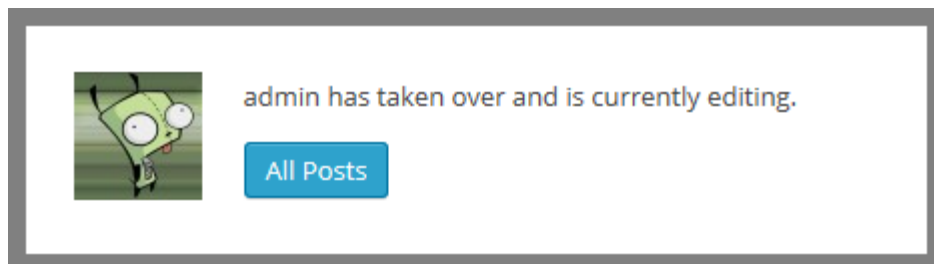 admin has taken over and is currently editing.
All Posts